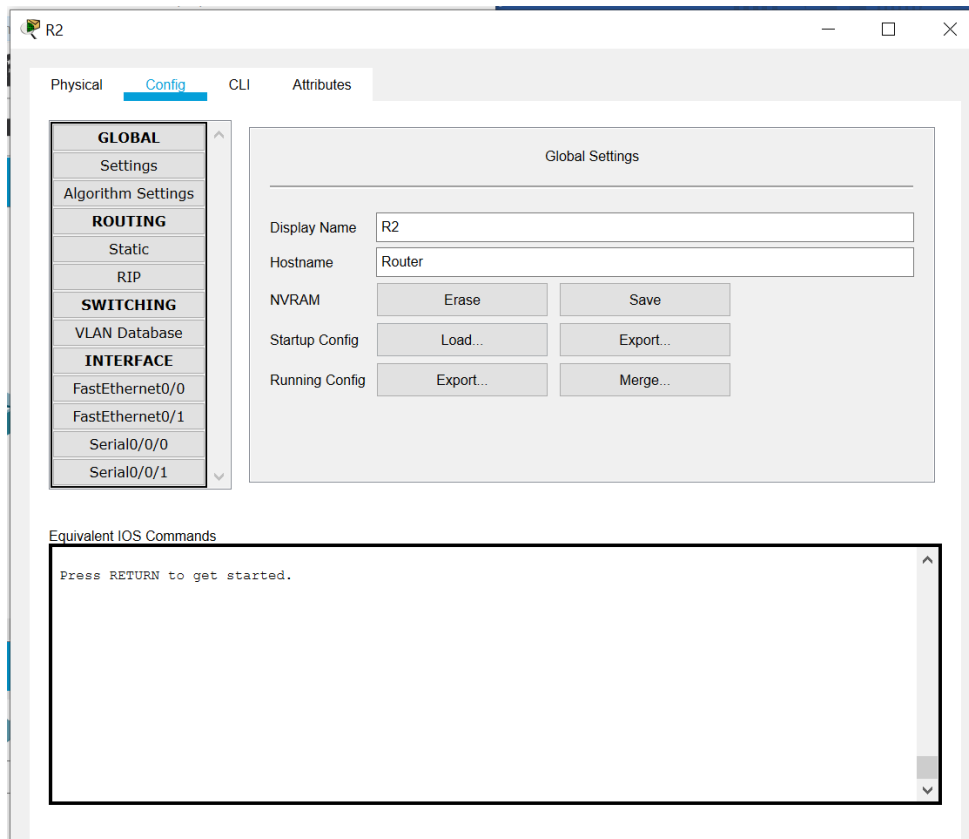 R2
Physical Config CLI Attributes
GLOBAL
Settings
Algorithm Settings
ROUTING
Static
RIP
SWITCHING
VLAN Database
INTERFACE
FastEthernet0/0
FastEthernet0/1
Serial0/0/0
Serial0/0/1
Global Settings
Display Name R2
Hostname Router
NVRAM Erase Save
Startup Config Load... Export...
Running Config Export... Merge...
Equivalent IOS Commands
Press RETURN to get started.